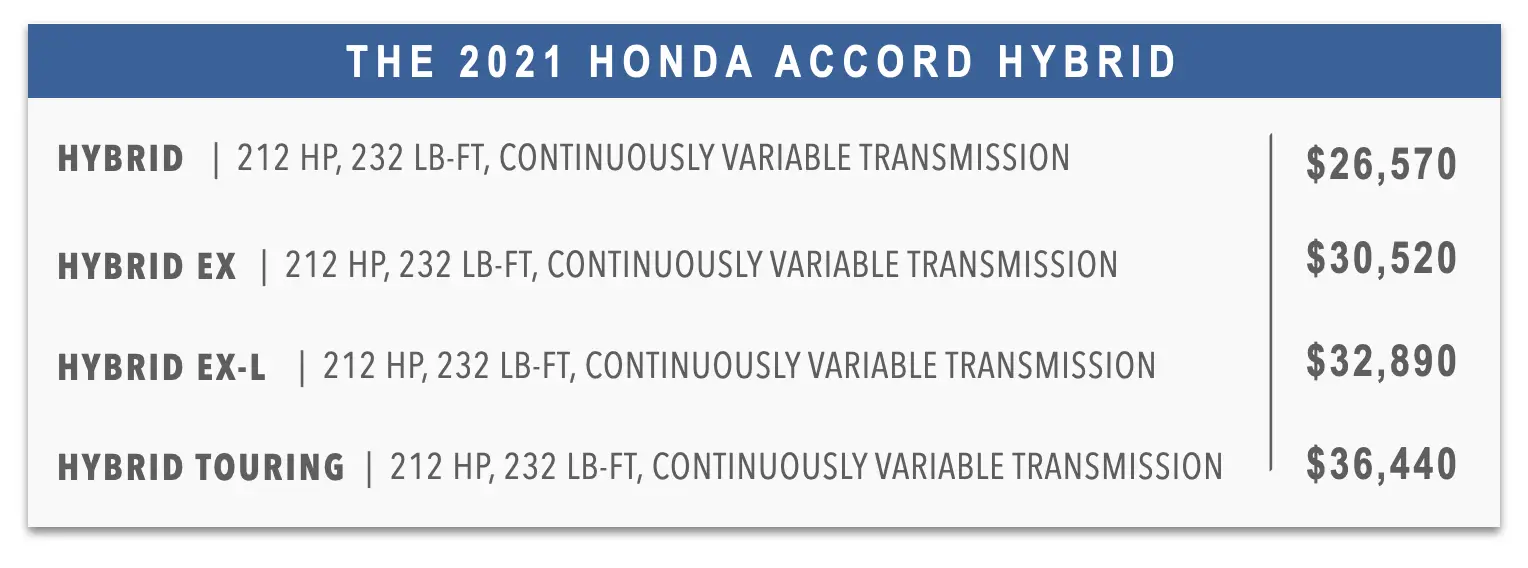 THE 2021 HONDA ACCORD HYBRID
HYBRID | 212 HP, 232 LB-FT, CONTINUOUSLY VARIABLE TRANSMISSION $26,570
HYBRID EX | 212 HP, 232 LB-FT, CONTINUOUSLY VARIABLE TRANSMISSION $30,520
HYBRID EX-L | 212 HP, 232 LB-FT, CONTINUOUSLY VARIABLE TRANSMISSION $32,890
HYBRID TOURING | 212 HP, 232 LB-FT, CONTINUOUSLY VARIABLE TRANSMISSION $36,440